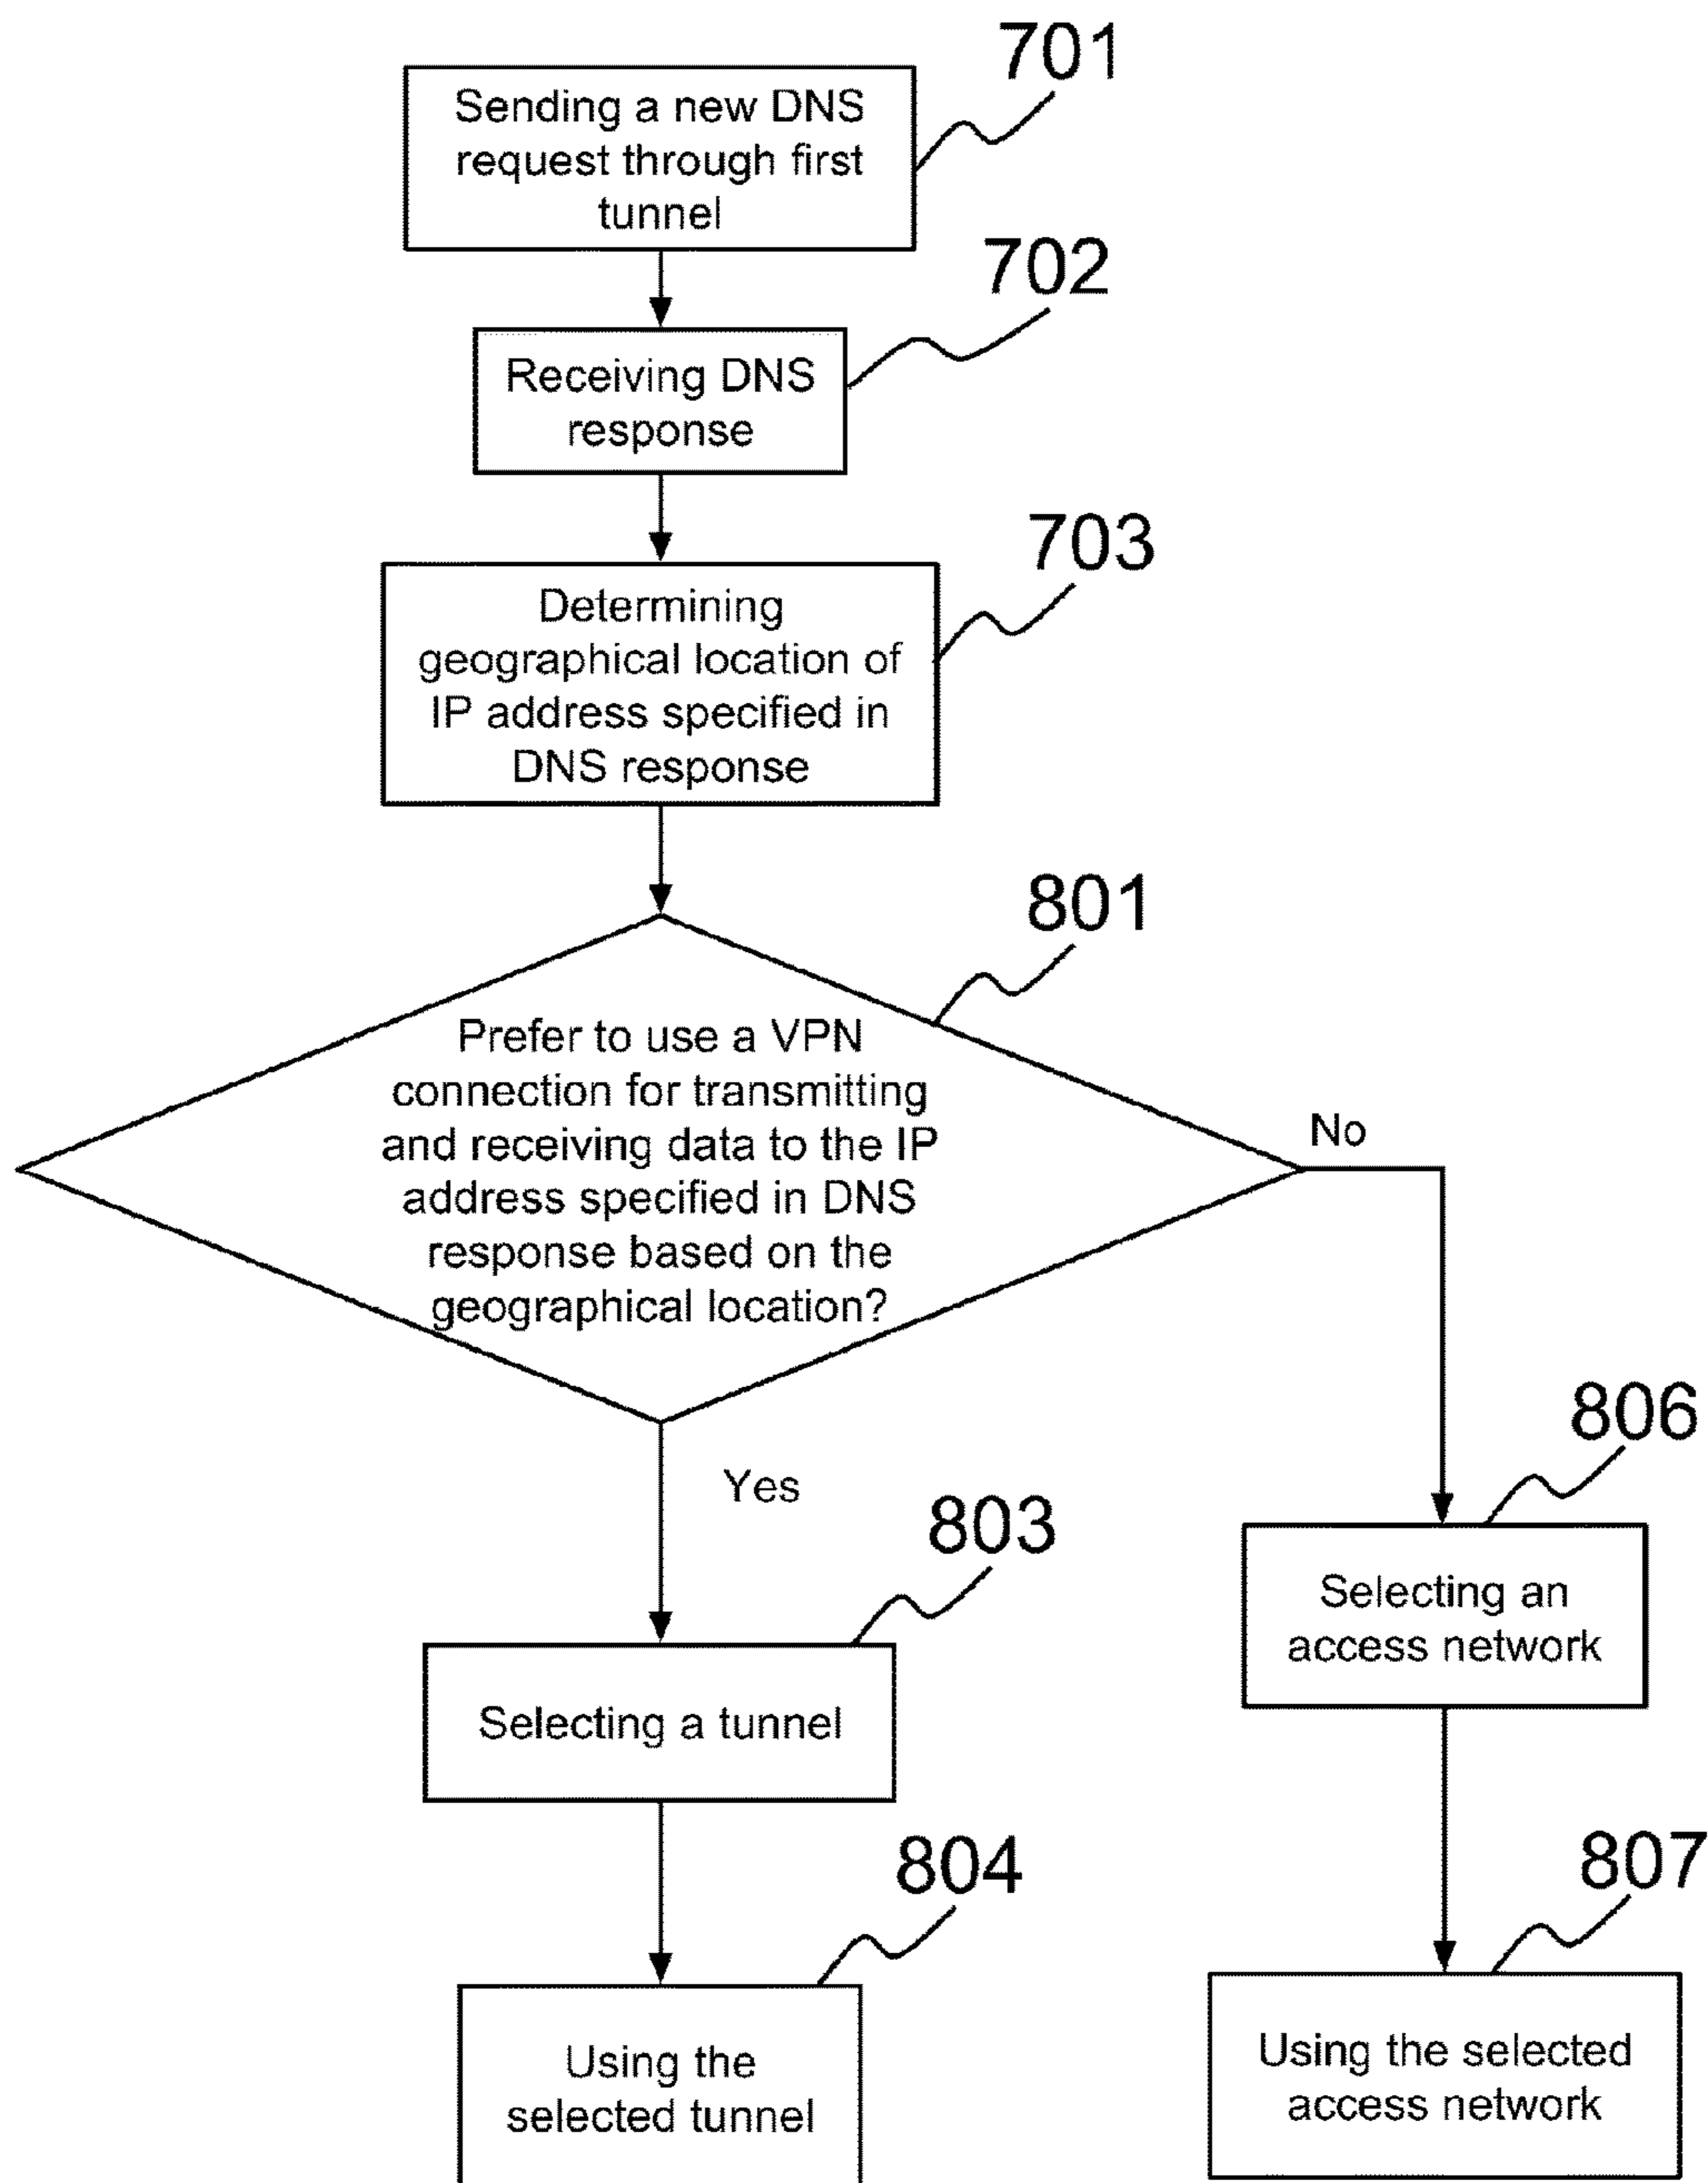 701
Sending a new DNS
request through first
tunnel
702
Receiving DNS
response
703
Determining
geographical location of
IP address specified in
DNS response
801
Prefer to use a VPN
connection for transmitting
and receiving data to the IP
address specified in DNS
response based on the
geographical location?
No
Yes
806
Selecting an
access network
803
Selecting a tunnel
804
Using the
selected tunnel
807
Using the selected
access network